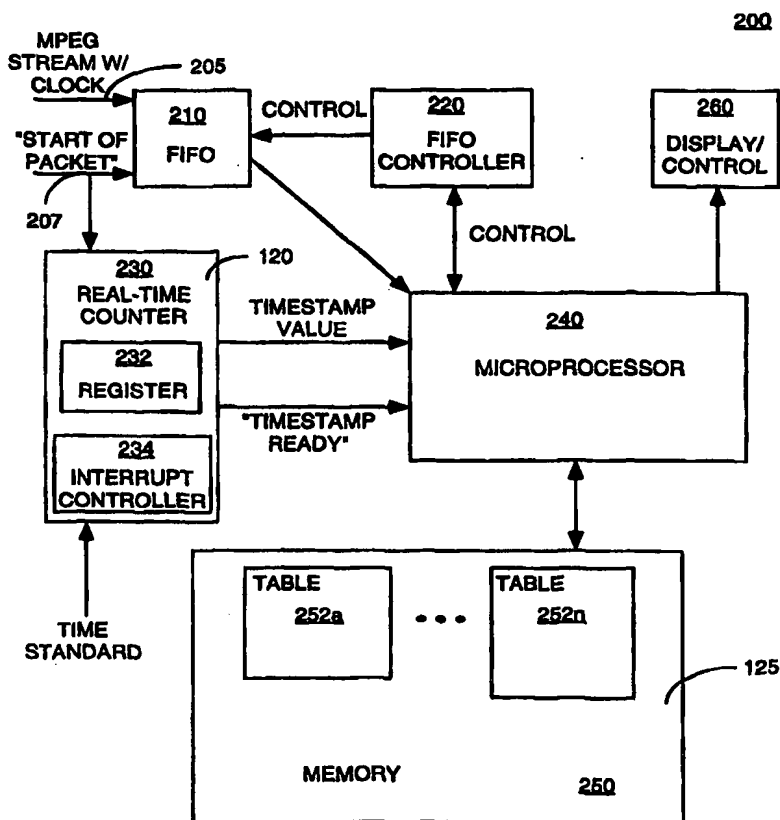 200
MPEG
STREAM W/
CLOCK
205
210
FIFO
CONTROL
220
FIFO
CONTROLLER
260
DISPLAY/
CONTROL
"START OF
PACKET"
207
CONTROL
230
REAL-TIME
COUNTER
120
232
REGISTER
234
INTERRUPT
CONTROLLER
TIMESTAMP
VALUE
"TIMESTAMP
READY"
240
MICROPROCESSOR
TIME
STANDARD
TABLE
252a
TABLE
252n
125
MEMORY
250